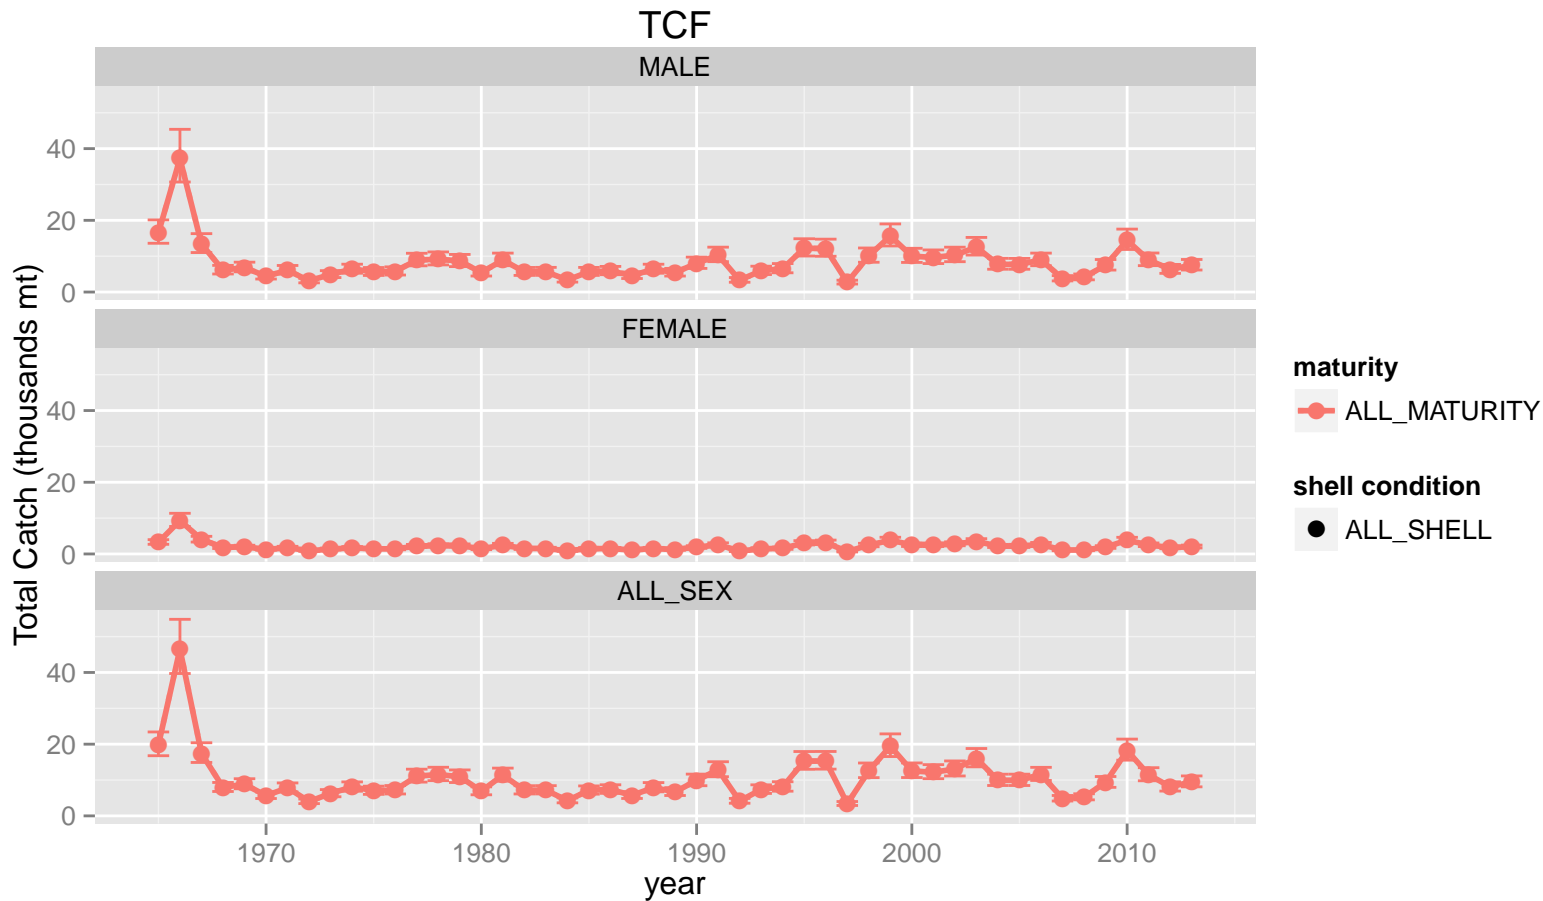 TCF
MALE
40
20
0
FEMALE
40
20
0
ALL_SEX
40
20
0
1970 1980 1990 2000 2010
year
Total Catch (thousands mt)
maturity
ALL_MATURITY
shell condition
ALL_SHELL